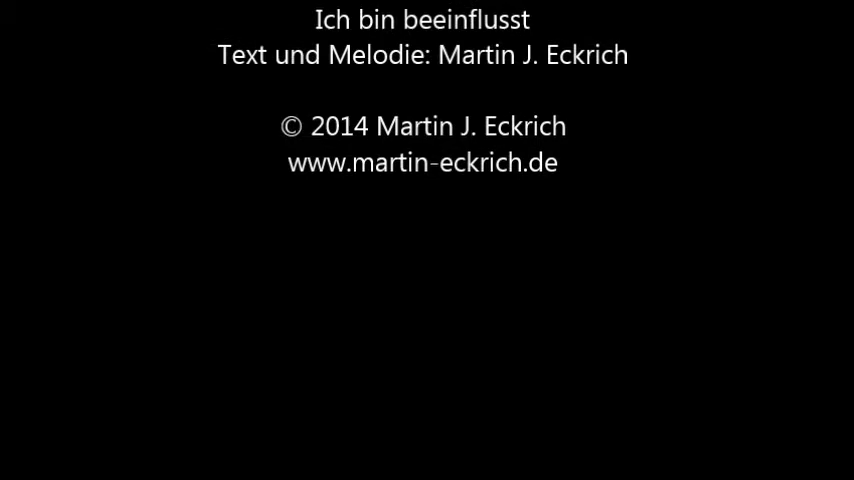 Ich bin beeinflusst
Text und Melodie: Martin J. Eckrich
© 2014 Martin J. Eckrich
www.martin-eckrich.de